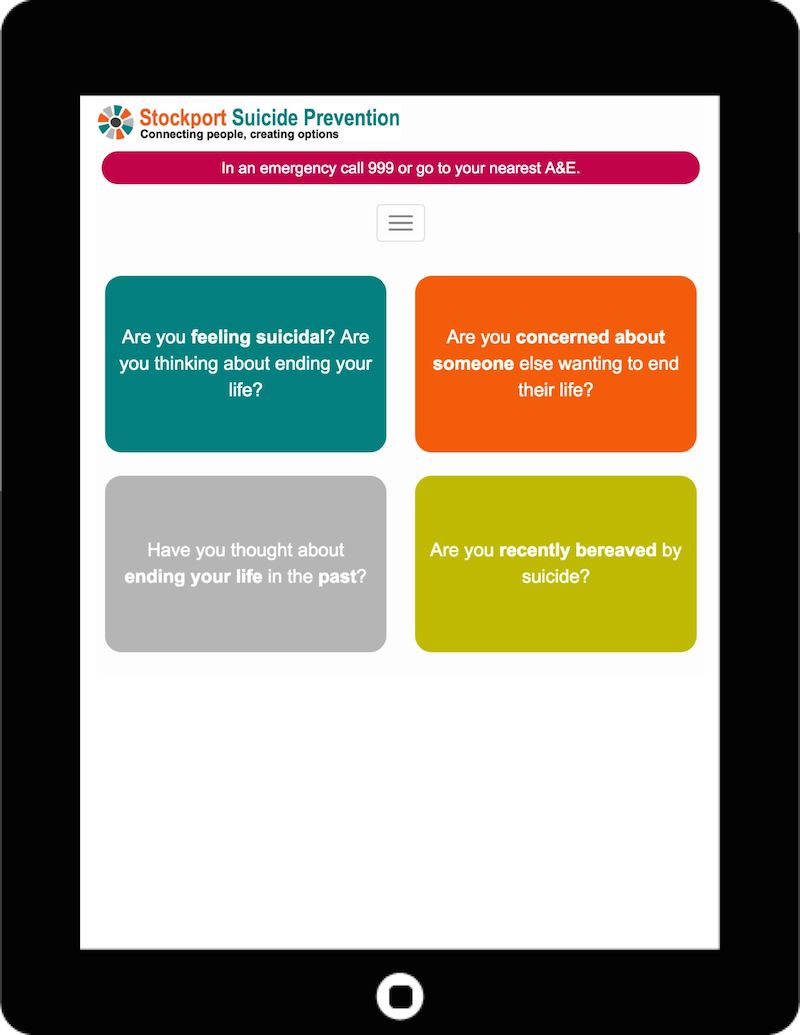 Stockport Suicide Prevention
Connecting people, creating options
In an emergency call 999 or go to your nearest A&E.
Are you feeling suicidal? Are
you thinking about ending your
life?
Are you concerned about
someone else wanting to end
their life?
Have you thought about
ending your life in the past?
Are you recently bereaved by
suicide?